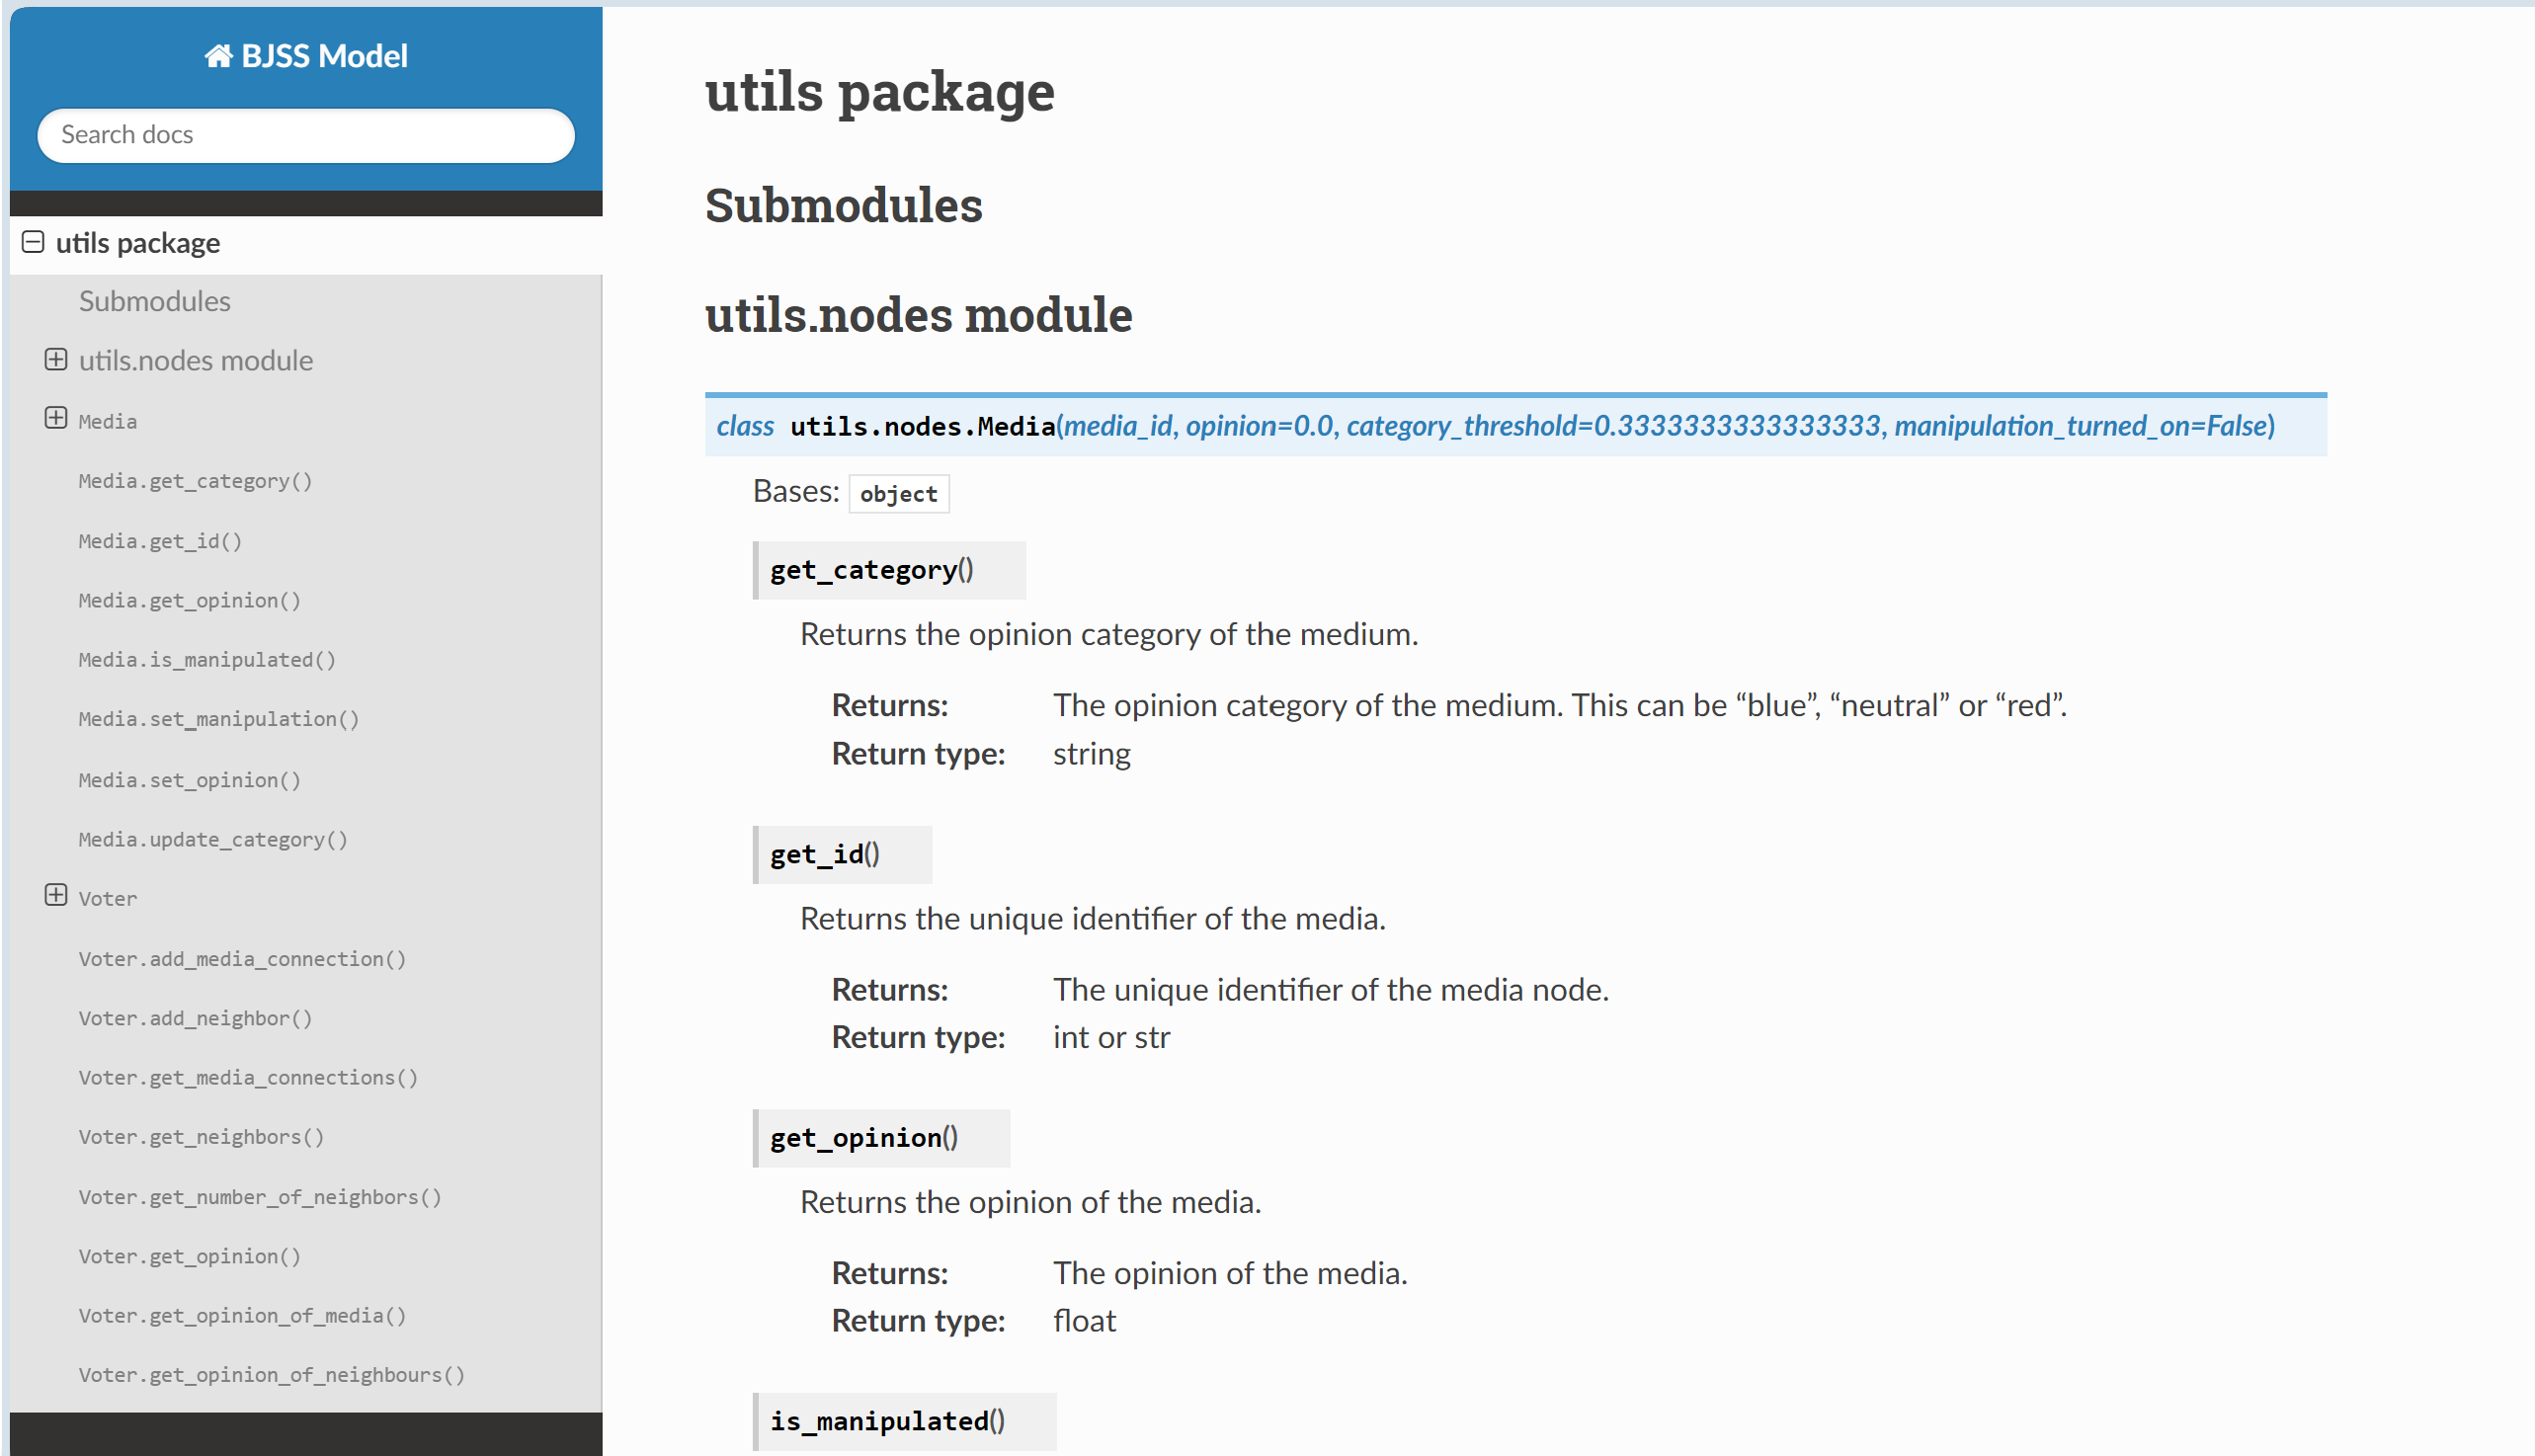 BJSS Model
Search docs
utils package
Submodules
utils.nodes module
Media
Media.get_category()
Media.get_id()
Media.get_opinion()
Media.is_manipulated()
Media.set_manipulation()
Media.set_opinion()
Media.update_category()
Voter
Voter.add_media_connection()
Voter.add_neighbor()
Voter.get_media_connections()
Voter.get_neighbors()
Voter.get_number_of_neighbors()
Voter.get_opinion()
Voter.get_opinion_of_media()
Voter.get_opinion_of_neighbours()
utils package
Submodules
utils.nodes module
class utils.nodes.Media(media_id, opinion=0.0, category_threshold=0.3333333333333333, manipulation_turned_on=False)
Bases: object
get_category()
Returns the opinion category of the medium.
Returns: The opinion category of the medium. This can be “blue”, “neutral” or “red”.
Return type: string
get_id()
Returns the unique identifier of the media.
Returns: The unique identifier of the media node.
Return type: int or str
get_opinion()
Returns the opinion of the media.
Returns: The opinion of the media.
Return type: float
is_manipulated()